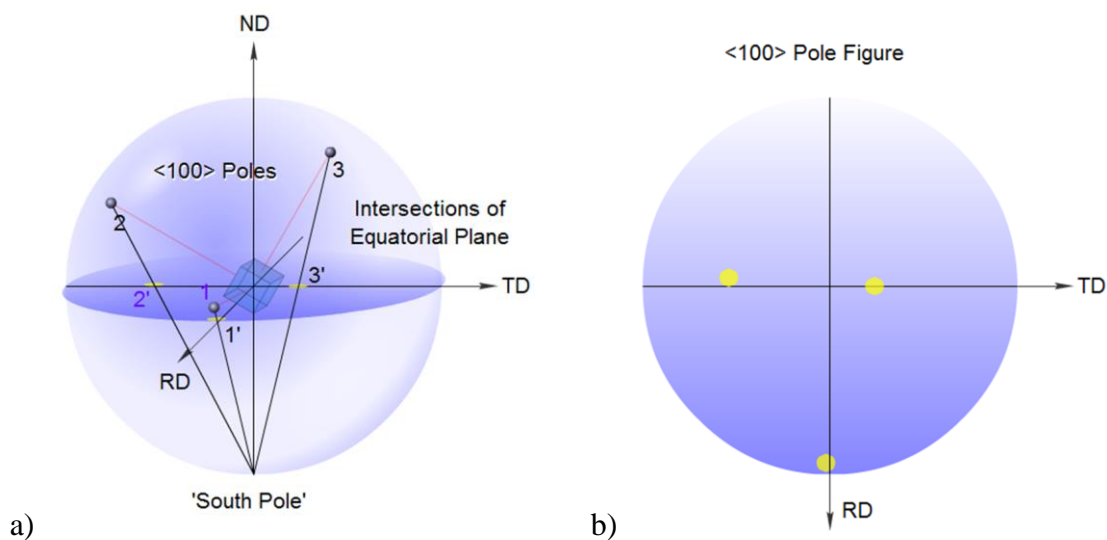 ND
<100> Poles
3
2
Intersections of
Equatorial Plane
3'
TD
2'
1
1'
RD
'South Pole'
a)
<100> Pole Figure
TD
RD
b)